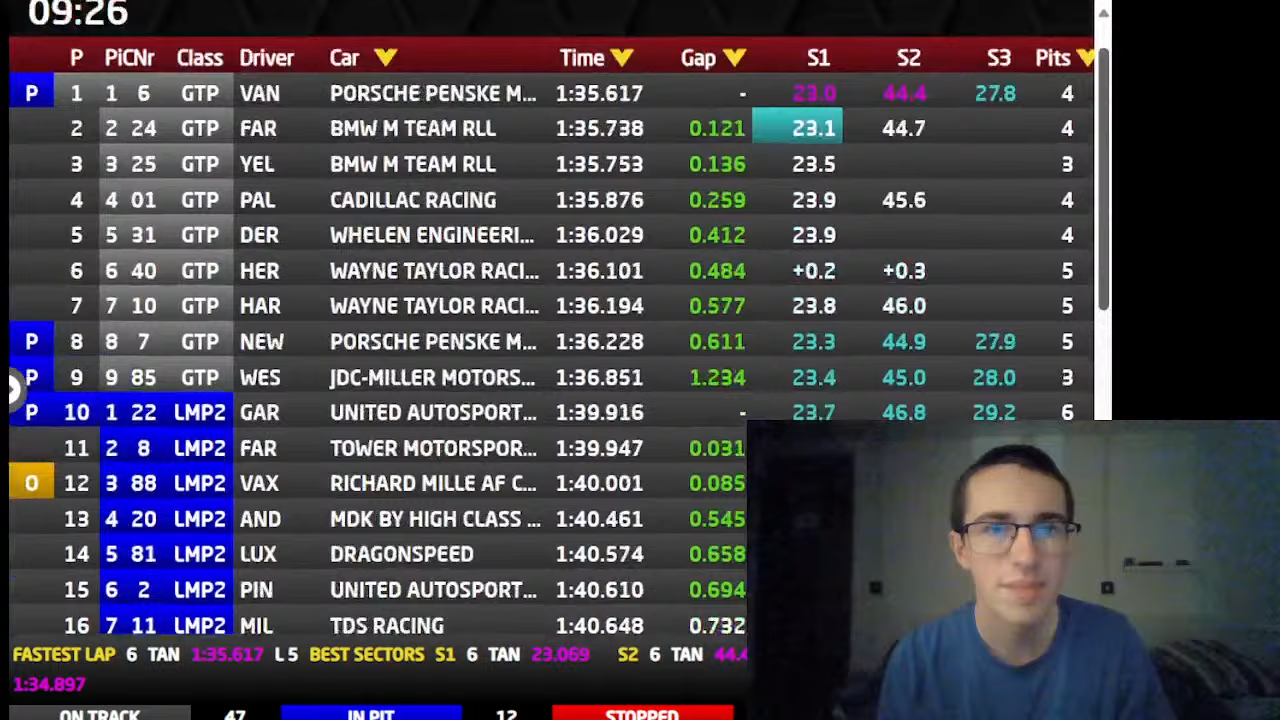 09:26
P PiCNr Class Driver Car Time Gap S1 S2 S3 Pits
P 1 1 6 GTP VAN PORSCHE PENSKE M... 1:35.617 - 23.0 44.4 27.8 4
2 2 24 GTP FAR BMW M TEAM RLL 1:35.738 0.121 23.1 44.7 4
3 3 25 GTP YEL BMW M TEAM RLL 1:35.753 0.136 23.5 3
4 4 01 GTP PAL CADILLAC RACING 1:35.876 0.259 23.9 45.6 4
5 5 31 GTP DER WHELEN ENGINEERI... 1:36.029 0.412 23.9 4
6 6 40 GTP HER WAYNE TAYLOR RACI... 1:36.101 0.484 +0.2 +0.3 5
7 7 10 GTP HAR WAYNE TAYLOR RACI... 1:36.194 0.577 23.8 46.0 5
P 8 8 7 GTP NEW PORSCHE PENSKE M... 1:36.228 0.611 23.3 44.9 27.9 5
P 9 9 85 GTP WES JDC-MILLER MOTORS... 1:36.851 1.234 23.4 45.0 28.0 3
P 10 1 22 LMP2 GAR UNITED AUTOSPORT... 1:39.916 - 23.7 46.8 29.2 6
11 2 8 LMP2 FAR TOWER MOTORSPOR... 1:39.947 0.031
O 12 3 88 LMP2 VAX RICHARD MILLE AF C... 1:40.001 0.085
13 4 20 LMP2 AND MDK BY HIGH CLASS ... 1:40.461 0.545
14 5 81 LMP2 LUX DRAGONSPEED 1:40.574 0.658
15 6 2 LMP2 PIN UNITED AUTOSPORT... 1:40.610 0.694
16 7 11 LMP2 MIL TDS RACING 1:40.648 0.732
FASTEST LAP 6 TAN 1:35.617 L 5 BEST SECTORS S1 6 TAN 23.069 S2 6 TAN 44.4
1:34.897
ON TRACK 47 IN PIT 12 STOPPED